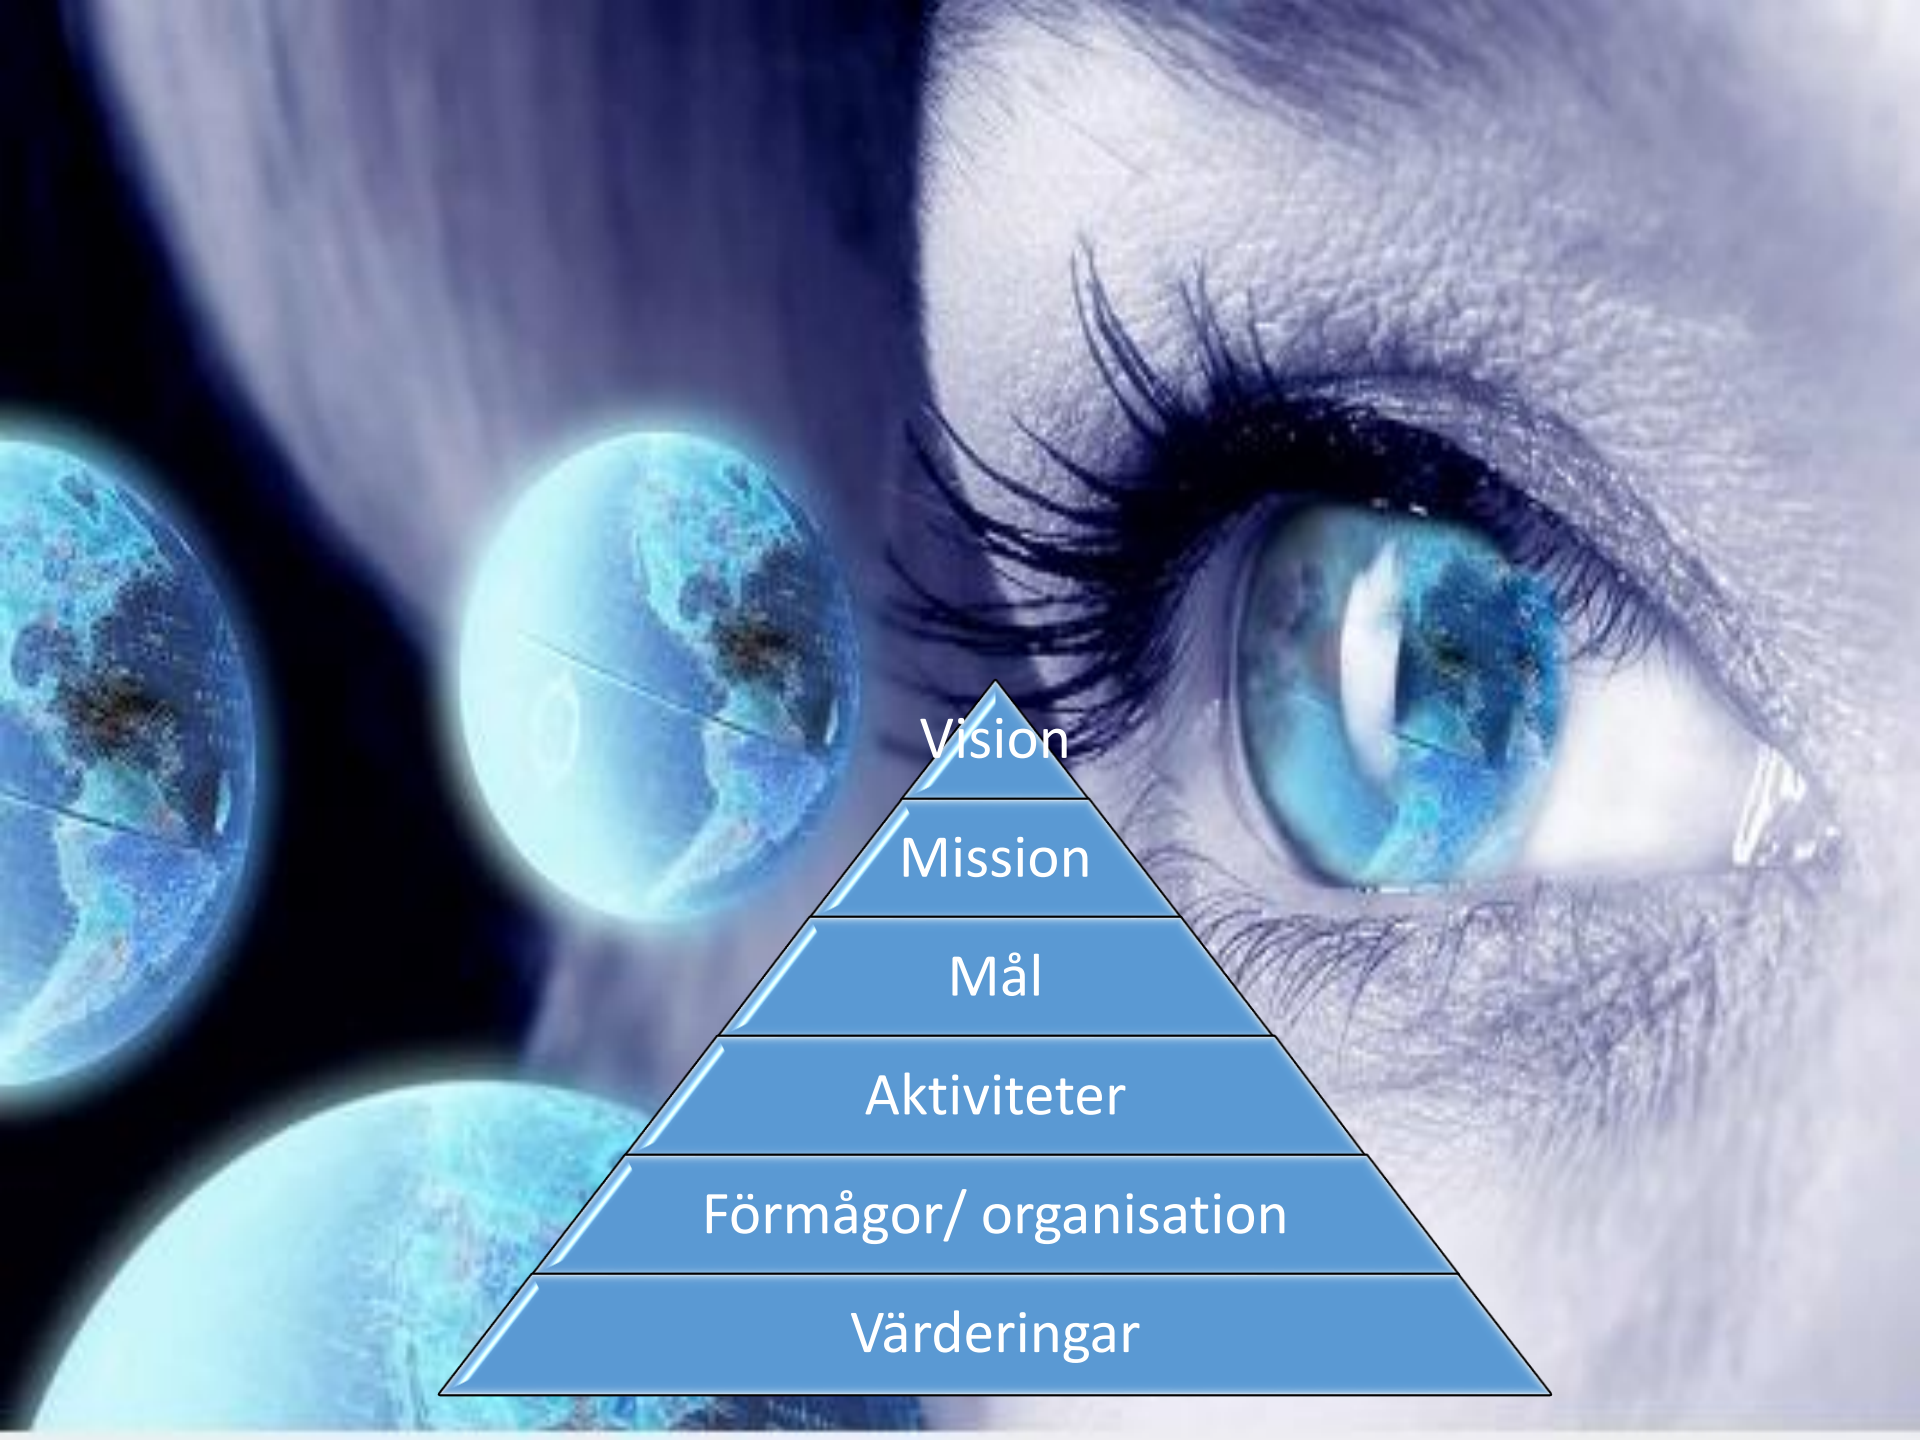 Vision
Mission
Mål
Aktiviteter
Förmågor/ organisation
Värderingar